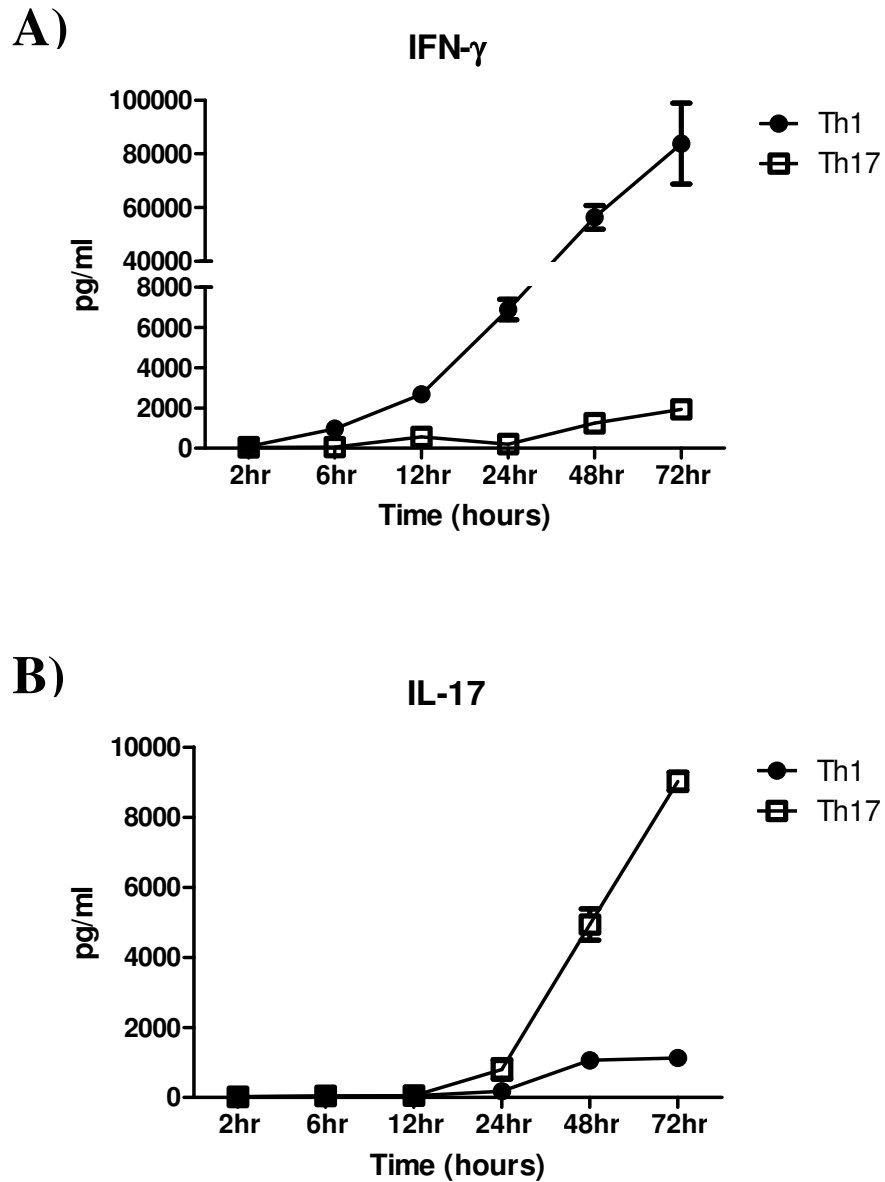 A)
IFN-γ
100000
80000
60000
40000
8000
6000
4000
2000
0
pg/ml
2hr 6hr 12hr 24hr 48hr 72hr
Time (hours)
Th1
Th17
B)
IL-17
10000
8000
6000
4000
2000
0
pg/ml
2hr 6hr 12hr 24hr 48hr 72hr
Time (hours)
Th1
Th17